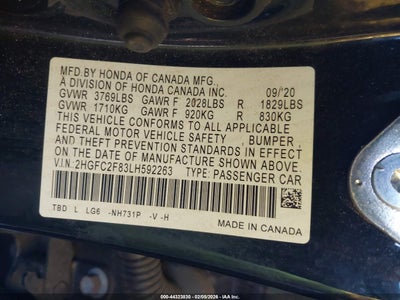 MFD.BY HONDA OF CANADA MFG.
A DIVISION OF HONDA CANADA INC. 09/'20
GVWR 3769LBS GAWR F 2028LBS R 1829LBS
GVWR 1710KG GAWR F 920KG R 830KG
THIS VEHICLE CONFORMS TO ALL APPLICABLE
FEDERAL MOTOR VEHICLE SAFETY, BUMPER
AND THEFT PREVENTION STANDARDS IN EFFECT
ON THE DATE OF MANUFACTURE SHOWN ABOVE.
V.I.N: 2HGFC2F83LH592263 TYPE: PASSENGER CAR
TBD L LG6 -NH731P -V -H
MADE IN CANADA
000-44323030 - 02/05/2026 - IAA Inc.